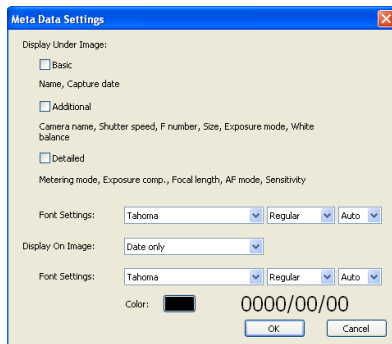 Meta Data Settings
Display Under Image:
Basic
Name, Capture date
Additional
Camera name, Shutter speed, F number, Size, Exposure mode, White
balance
Detailed
Metering mode, Exposure comp., Focal length, AF mode, Sensitivity
Font Settings: Tahoma Regular Auto
Display On Image: Date only
Font Settings: Tahoma Regular Auto
Color: 0000/00/00
OK Cancel